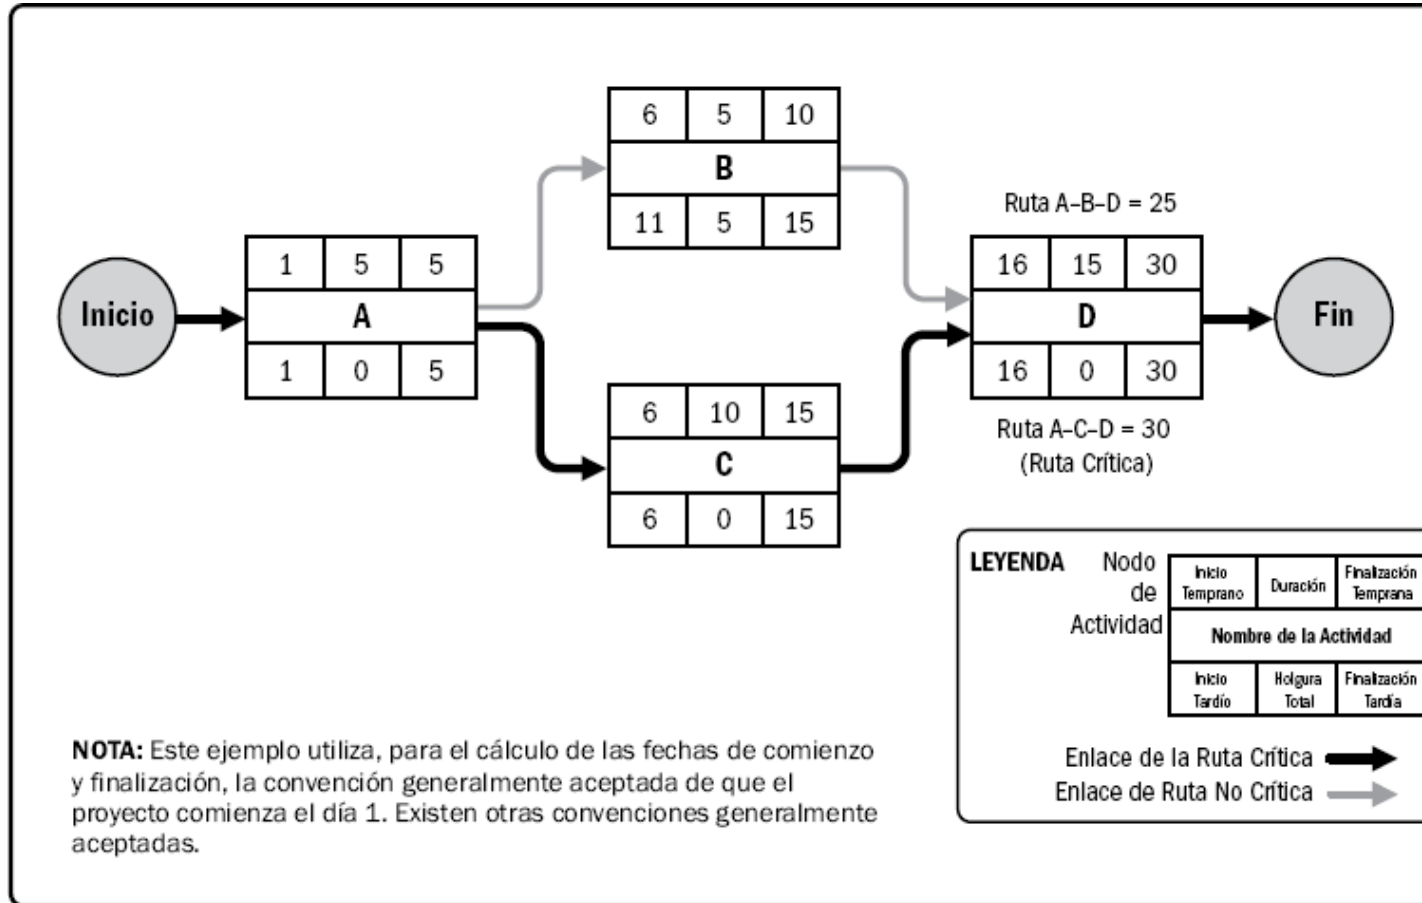 6 5 10
B
11 5 15
Ruta A-B-D = 25
Inicio
1 5 5
A
1 0 5
16 15 30
D
16 0 30
Fin
6 10 15
C
6 0 15
Ruta A-C-D = 30
(Ruta Crítica)
LEYENDA
Nodo
de
Actividad
Inicio
Temprano
Duración
Finalización
Temprana
Nombre de la Actividad
Inicio
Tardío
Holgura
Total
Finalización
Tardía
Enlace de la Ruta Crítica
Enlace de Ruta No Crítica
NOTA: Este ejemplo utiliza, para el cálculo de las fechas de comienzo
y finalización, la convención generalmente aceptada de que el
proyecto comienza el día 1. Existen otras convenciones generalmente
aceptadas.